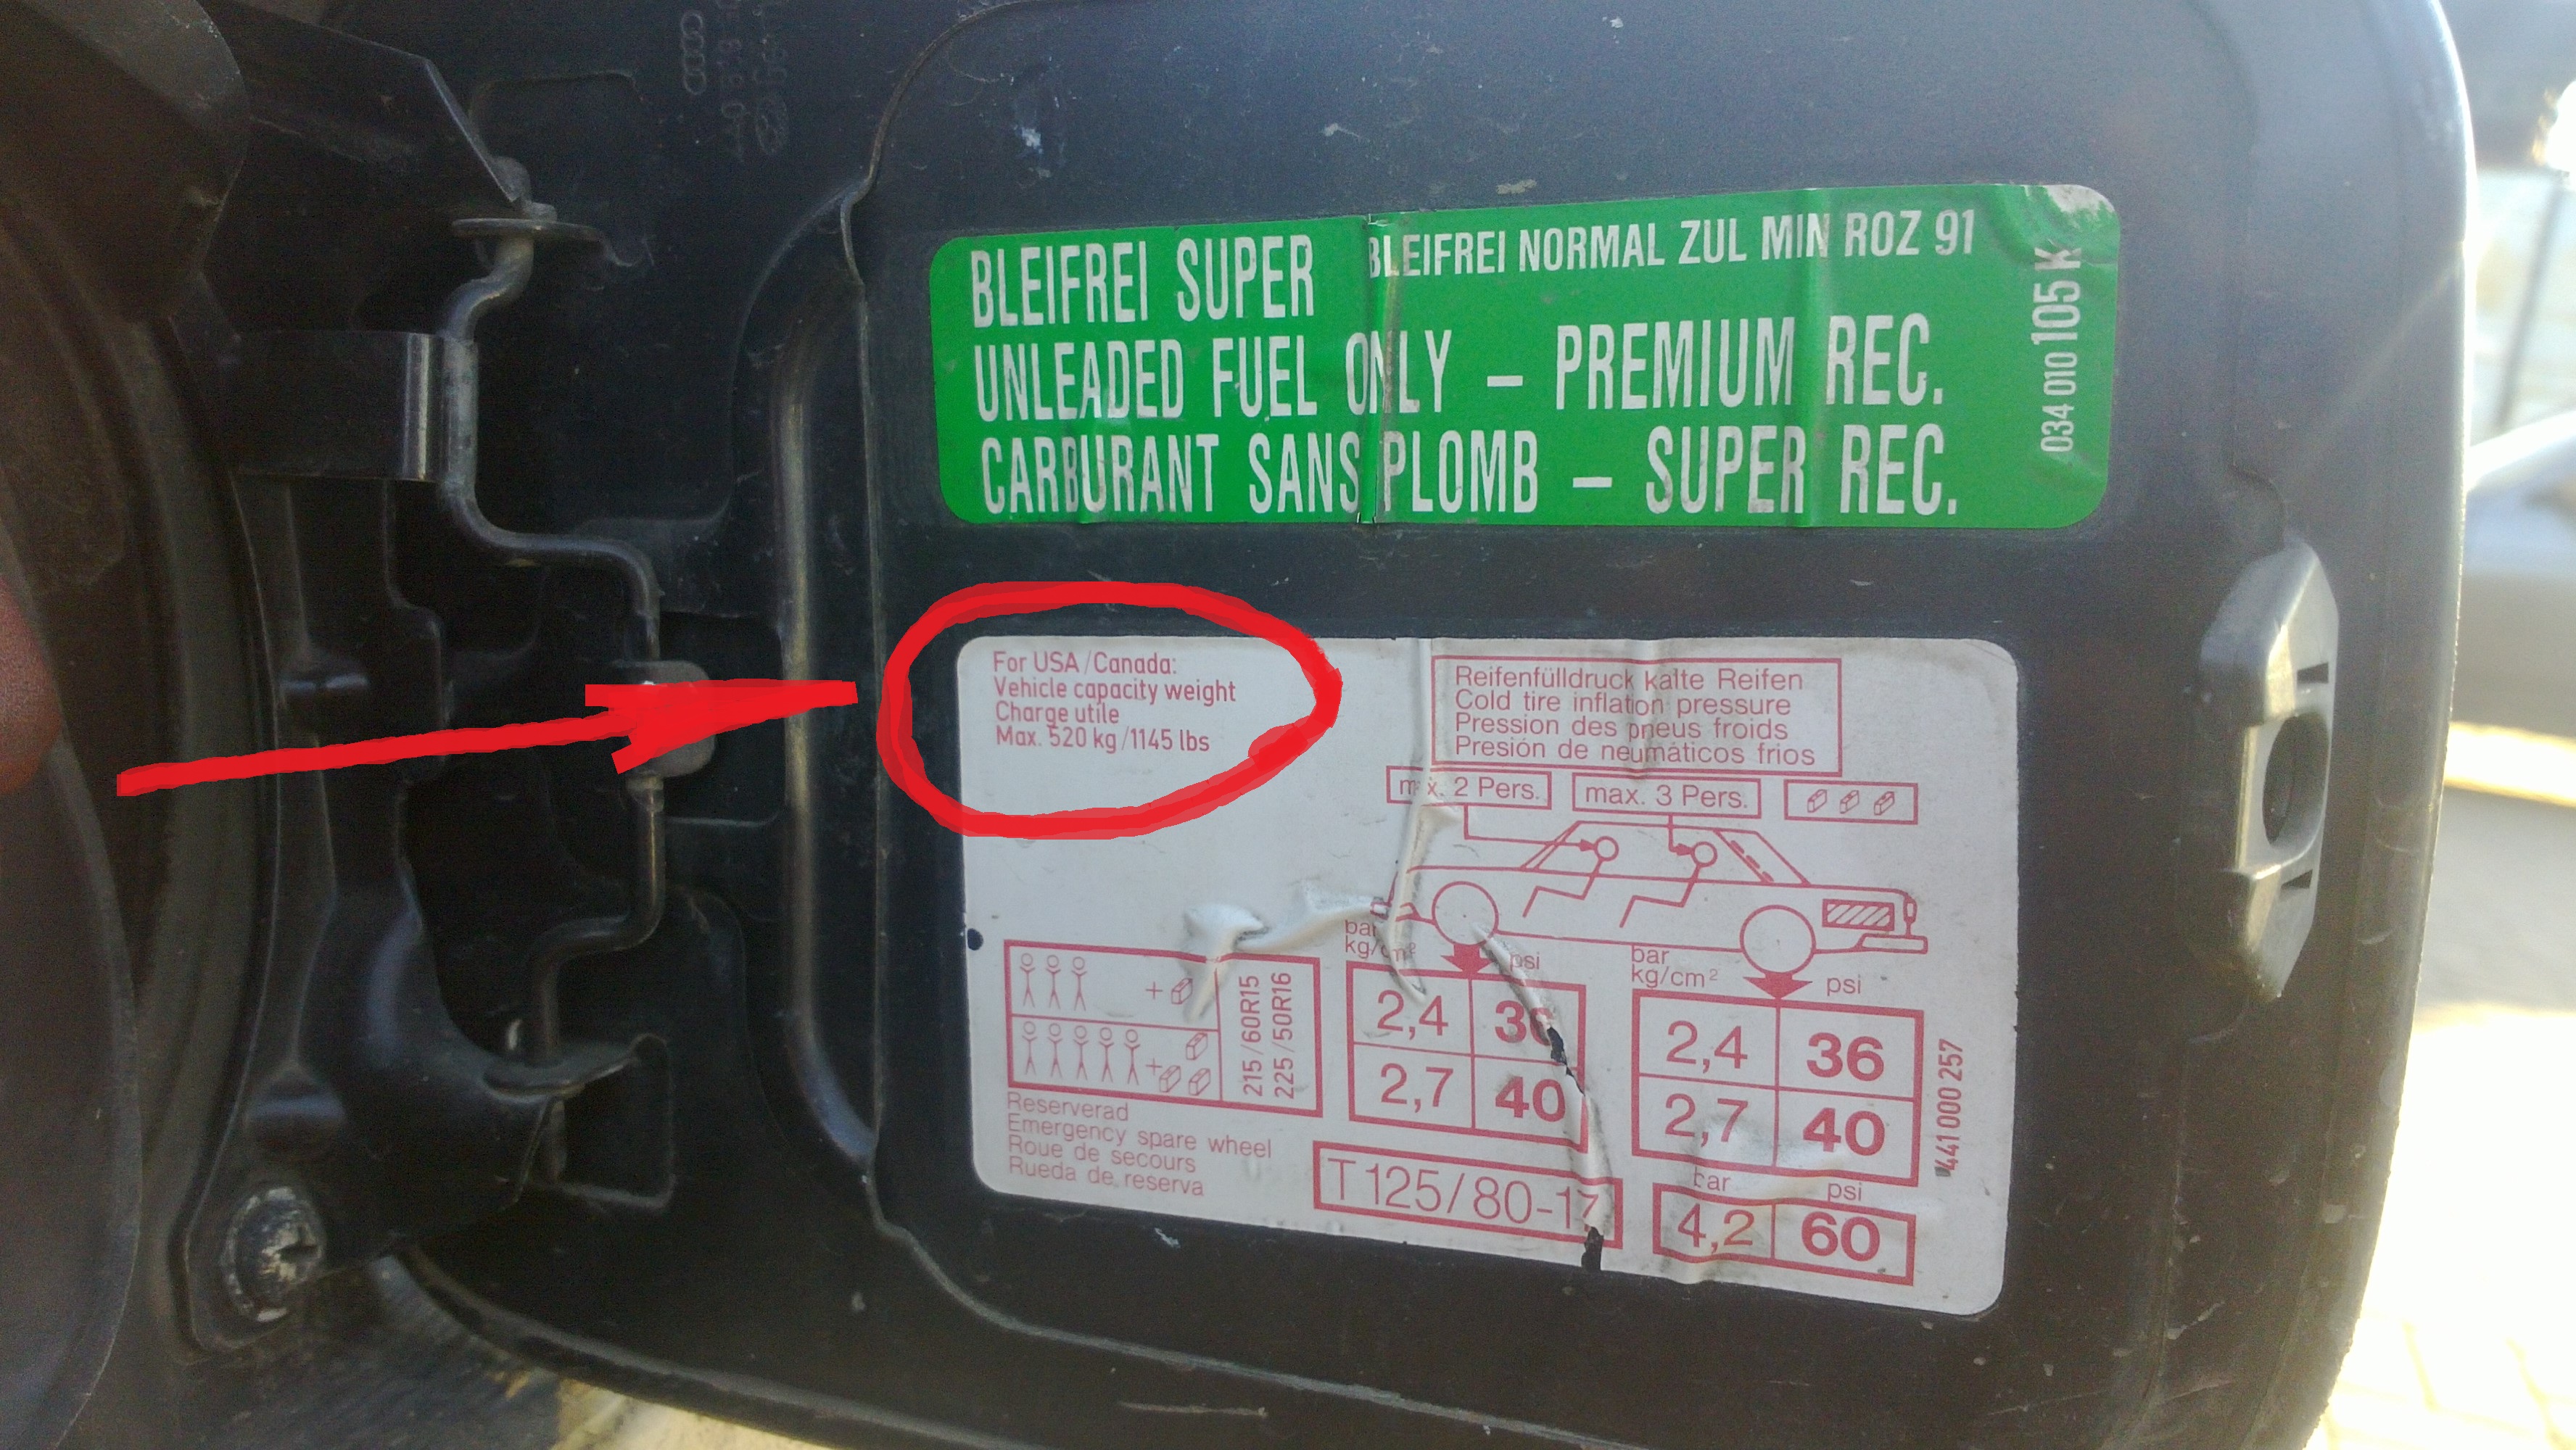 BLEIFREI SUPER BLEIFREI NORMAL ZUL MIN ROZ 91
UNLEADED FUEL ONLY – PREMIUM REC.
CARBURANT SANS PLOMB – SUPER REC.
034 010 105 K
For USA/Canada:
Vehicle capacity weight
Charge utile
Max. 520 kg/1145 lbs
Reifenfülldruck kalte Reifen
Cold tire inflation pressure
Pression des pneus froids
Presión de neumáticos frios
max. 2 Pers. max. 3 Pers.
bar psi
kg/cm²
bar psi
kg/cm²
+
+
215/60R15
225/50R16
2,4 36
2,7 40
2,4 36
2,7 40
441 000 257
Reserverad
Emergency spare wheel
Roue de secours
Rueda de reserva
T125/80-17
bar psi
4,2 60